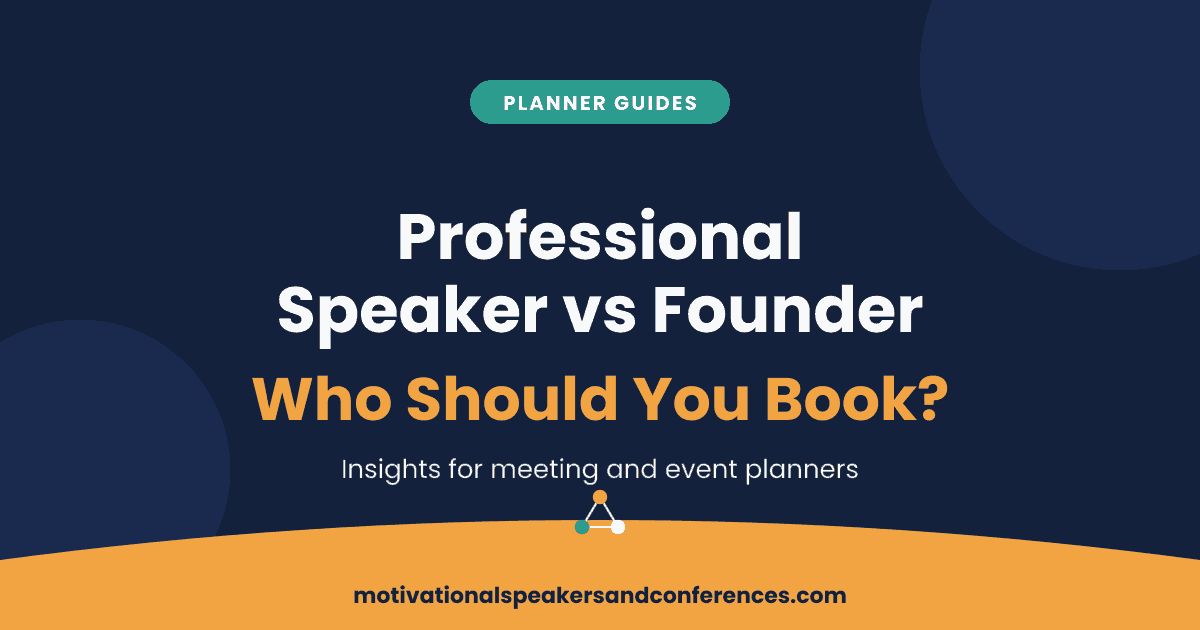 PLANNER GUIDES
Professional
Speaker vs Founder
Who Should You Book?
Insights for meeting and event planners
motivationalspeakersandconferences.com